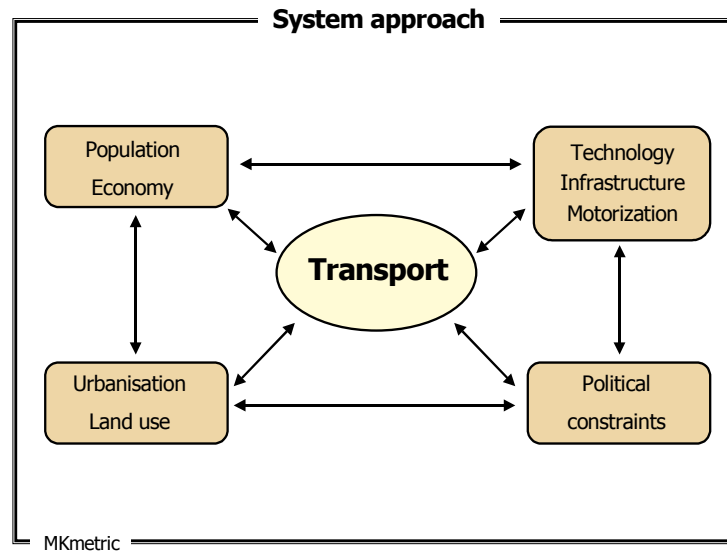 System approach
Population
Economy
Technology
Infrastructure
Motorization
Transport
Urbanisation
Land use
Political
constraints
MKmetric